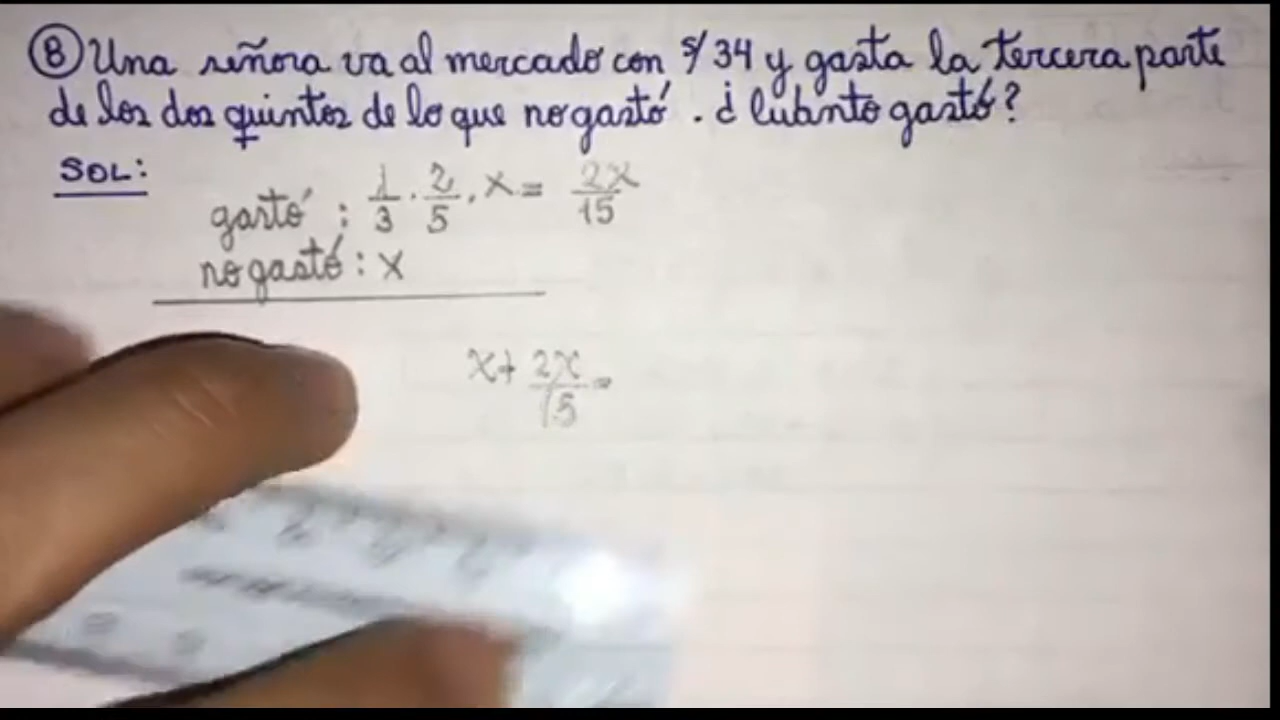 ⑧ Una señora va al mercado con s/ 34 y gasta la tercera parte
de los dos quintos de lo que no gastó. ¿Cuánto gastó?
SOL:
gastó : 1/3 . 2/5 . x = 2x/15
no gastó : x
x + 2x/15 =